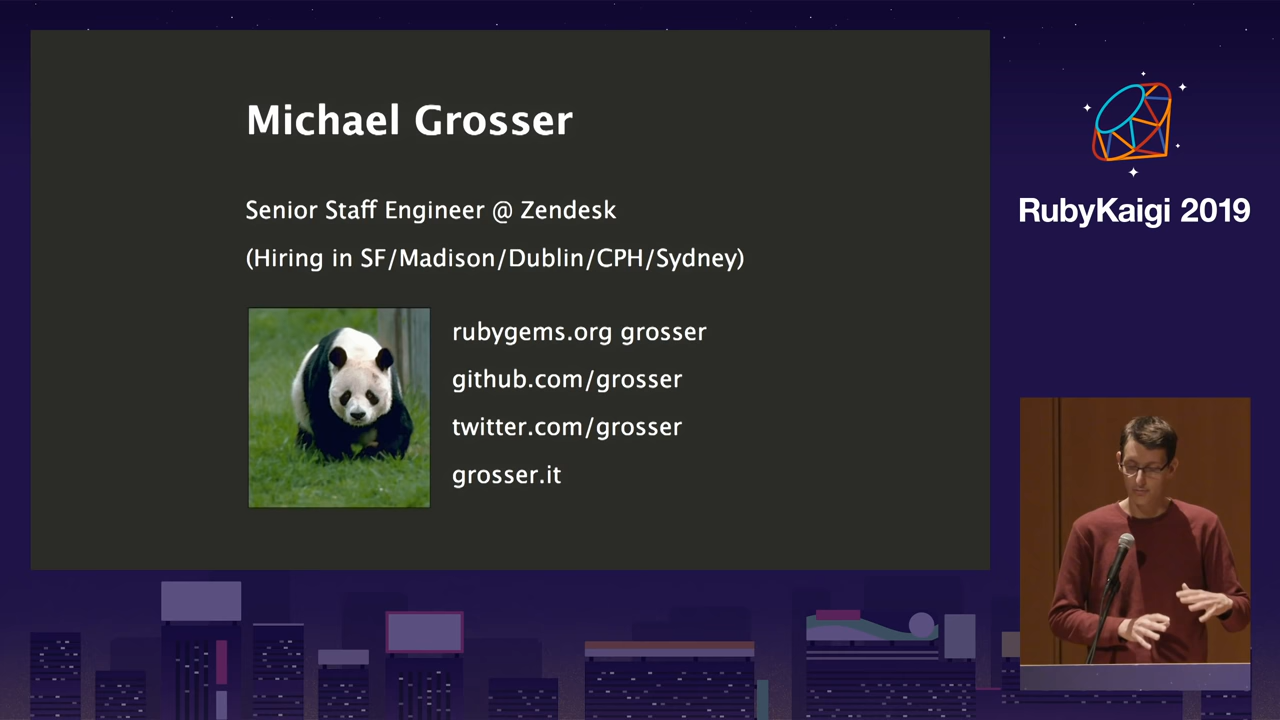 Michael Grosser
Senior Staff Engineer @ Zendesk
(Hiring in SF/Madison/Dublin/CPH/Sydney)
rubygems.org grosser
github.com/grosser
twitter.com/grosser
grosser.it
RubyKaigi 2019